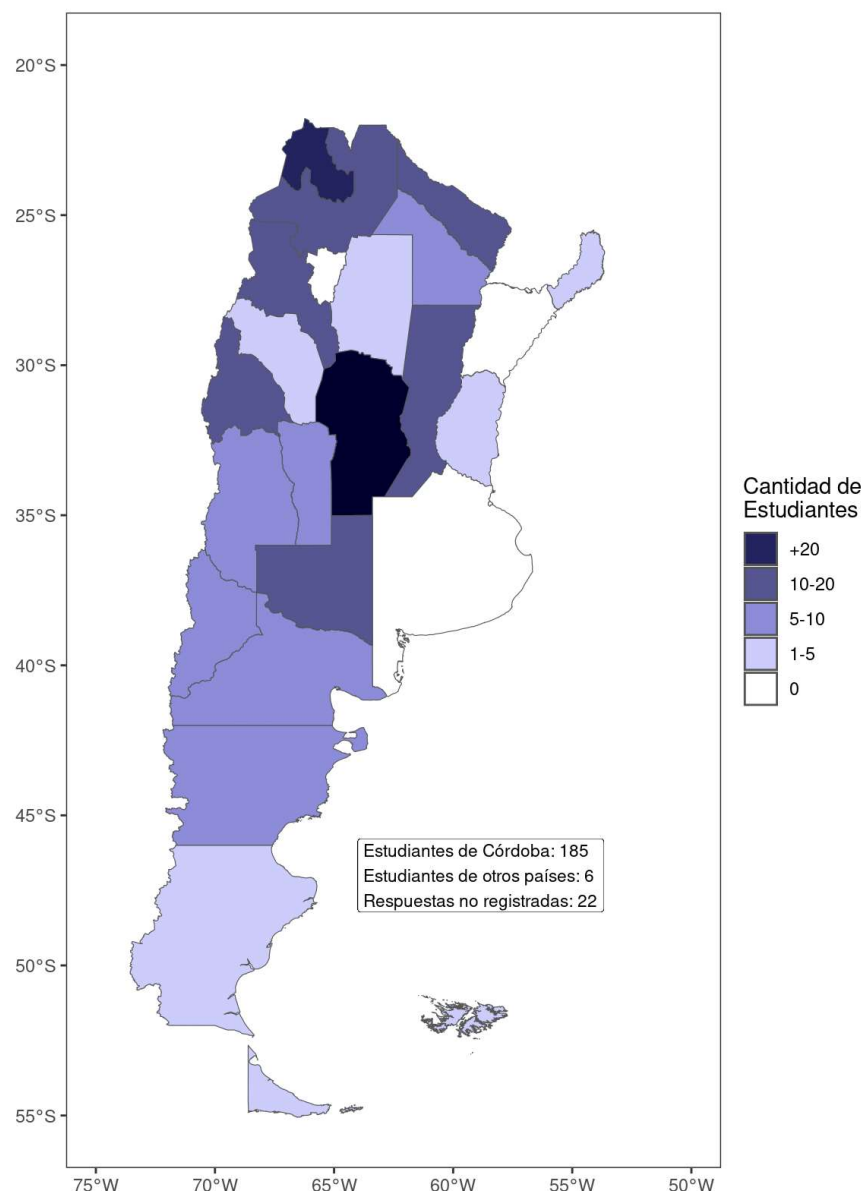 20°S
25°S
30°S
35°S
40°S
45°S
50°S
55°S
75°W 70°W 65°W 60°W 55°W 50°W
Estudiantes de Córdoba: 185
Estudiantes de otros países: 6
Respuestas no registradas: 22
Cantidad de
Estudiantes
+20
10-20
5-10
1-5
0